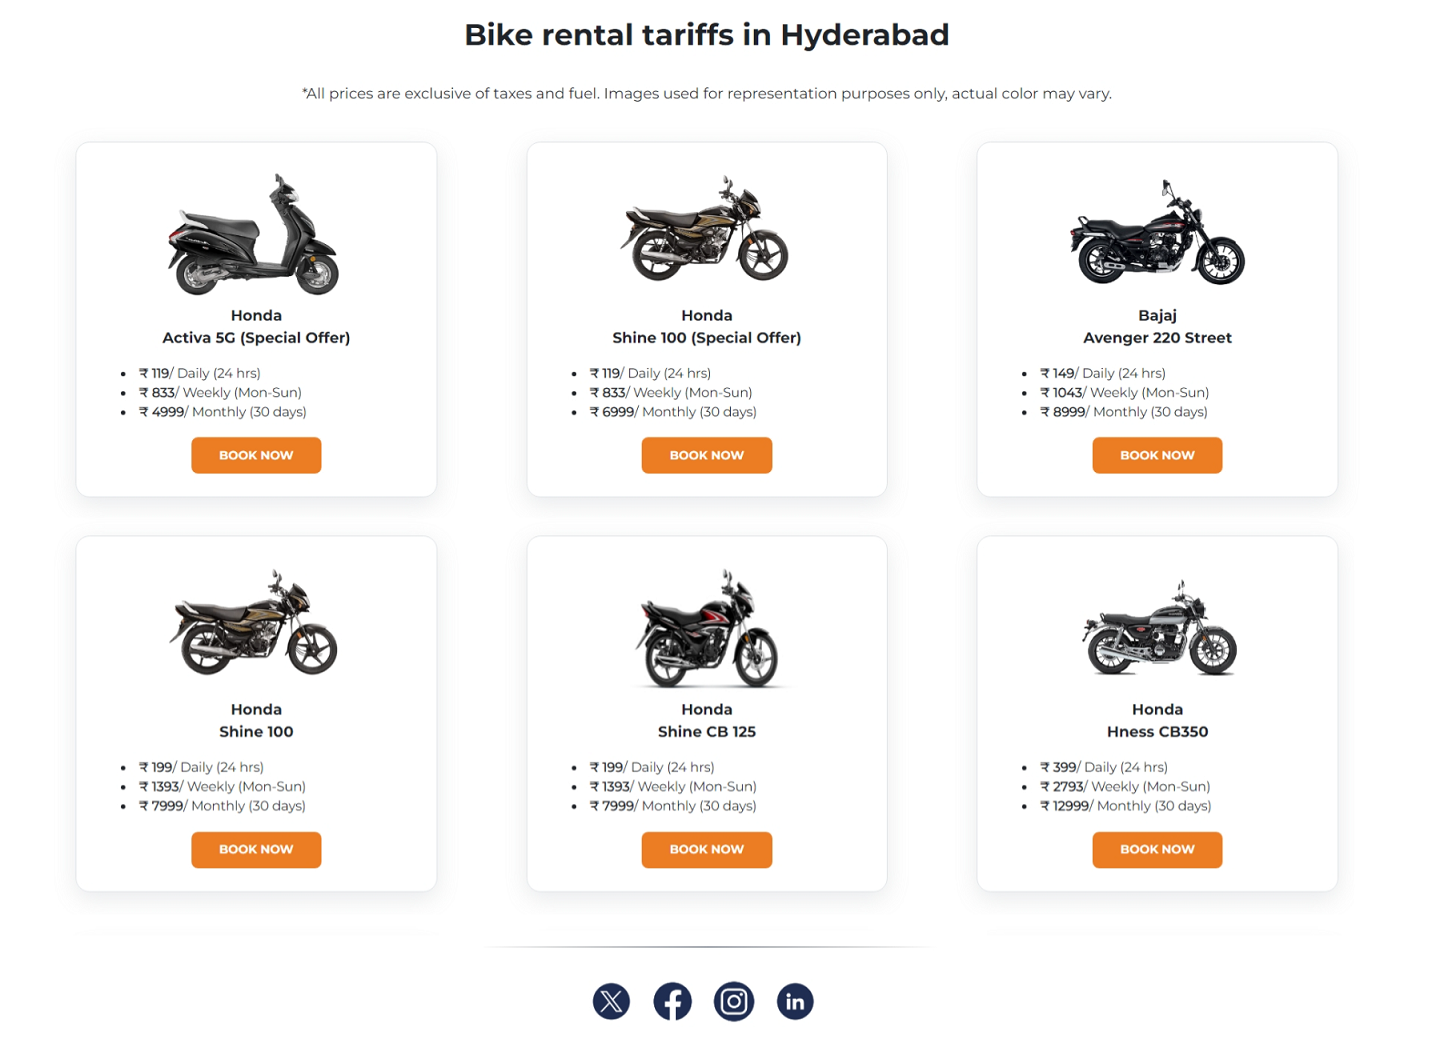 Bike rental tariffs in Hyderabad
*All prices are exclusive of taxes and fuel. Images used for representation purposes only, actual color may vary.
Honda
Activa 5G (Special Offer)
• ₹ 119/ Daily (24 hrs)
• ₹ 833/ Weekly (Mon-Sun)
• ₹ 4999/ Monthly (30 days)
BOOK NOW
Honda
Shine 100 (Special Offer)
• ₹ 119/ Daily (24 hrs)
• ₹ 833/ Weekly (Mon-Sun)
• ₹ 6999/ Monthly (30 days)
BOOK NOW
Bajaj
Avenger 220 Street
• ₹ 149/ Daily (24 hrs)
• ₹ 1043/ Weekly (Mon-Sun)
• ₹ 8999/ Monthly (30 days)
BOOK NOW
Honda
Shine 100
• ₹ 199/ Daily (24 hrs)
• ₹ 1393/ Weekly (Mon-Sun)
• ₹ 7999/ Monthly (30 days)
BOOK NOW
Honda
Shine CB 125
• ₹ 199/ Daily (24 hrs)
• ₹ 1393/ Weekly (Mon-Sun)
• ₹ 7999/ Monthly (30 days)
BOOK NOW
Honda
Hness CB350
• ₹ 399/ Daily (24 hrs)
• ₹ 2793/ Weekly (Mon-Sun)
• ₹ 12999/ Monthly (30 days)
BOOK NOW